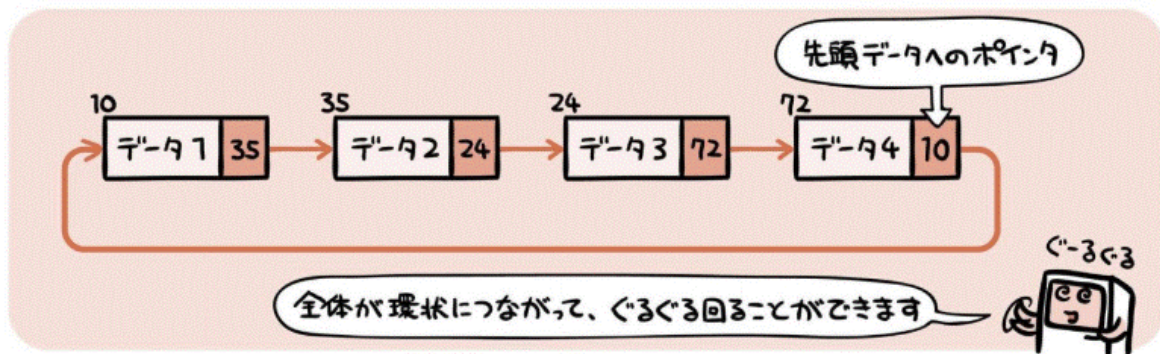 先頭データへのポインタ
10
35
24
72
データ1 35
データ2 24
データ3 72
データ4 10
ぐーるぐる
全体が環状につながって、ぐるぐる回ることができます